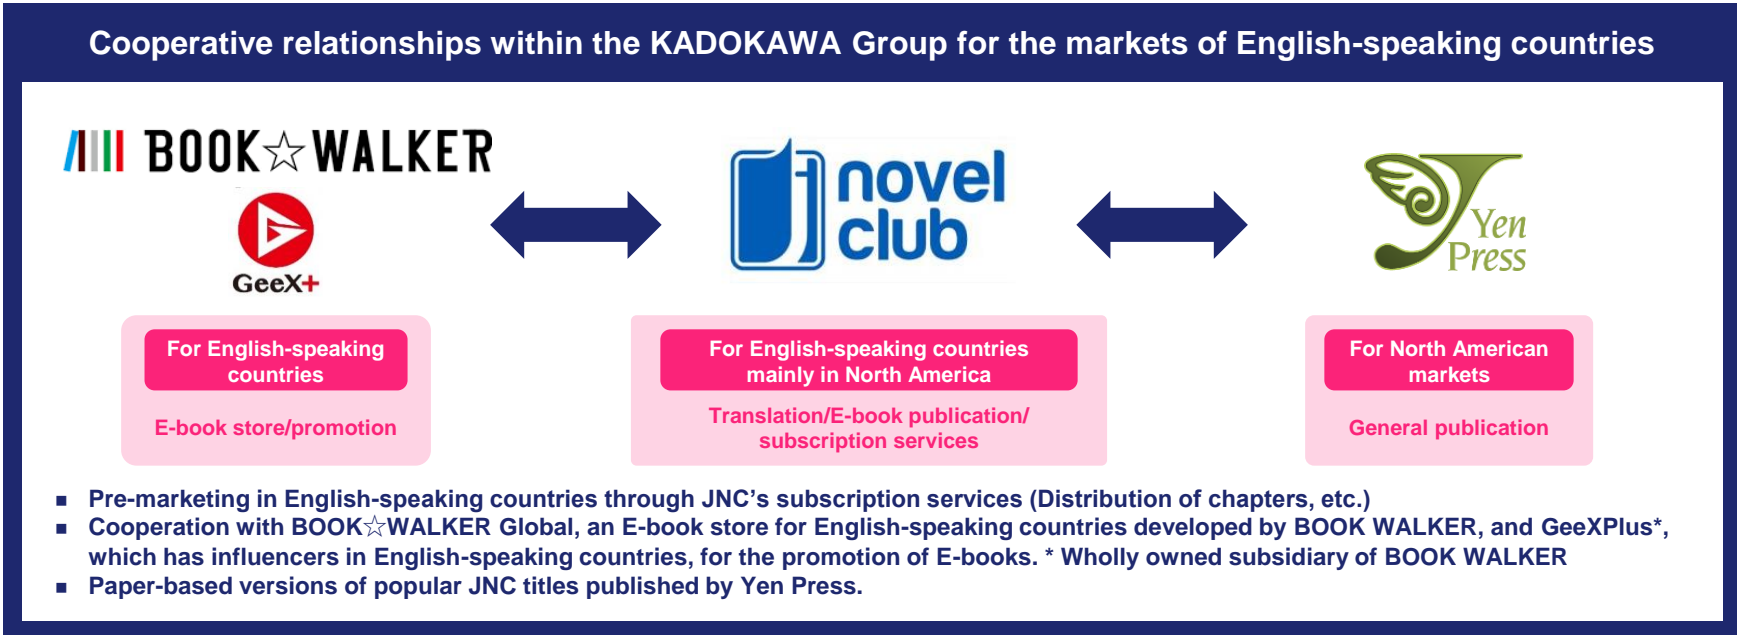 Cooperative relationships within the KADOKAWA Group for the markets of English-speaking countries
BOOK☆WALKER
GeeX+
novel
club
Yen
Press
For English-speaking
countries
E-book store/promotion
For English-speaking countries
mainly in North America
Translation/E-book publication/
subscription services
For North American
markets
General publication
■ Pre-marketing in English-speaking countries through JNC’s subscription services (Distribution of chapters, etc.)
■ Cooperation with BOOK☆WALKER Global, an E-book store for English-speaking countries developed by BOOK WALKER, and GeeXPlus*,
which has influencers in English-speaking countries, for the promotion of E-books. * Wholly owned subsidiary of BOOK WALKER
■ Paper-based versions of popular JNC titles published by Yen Press.